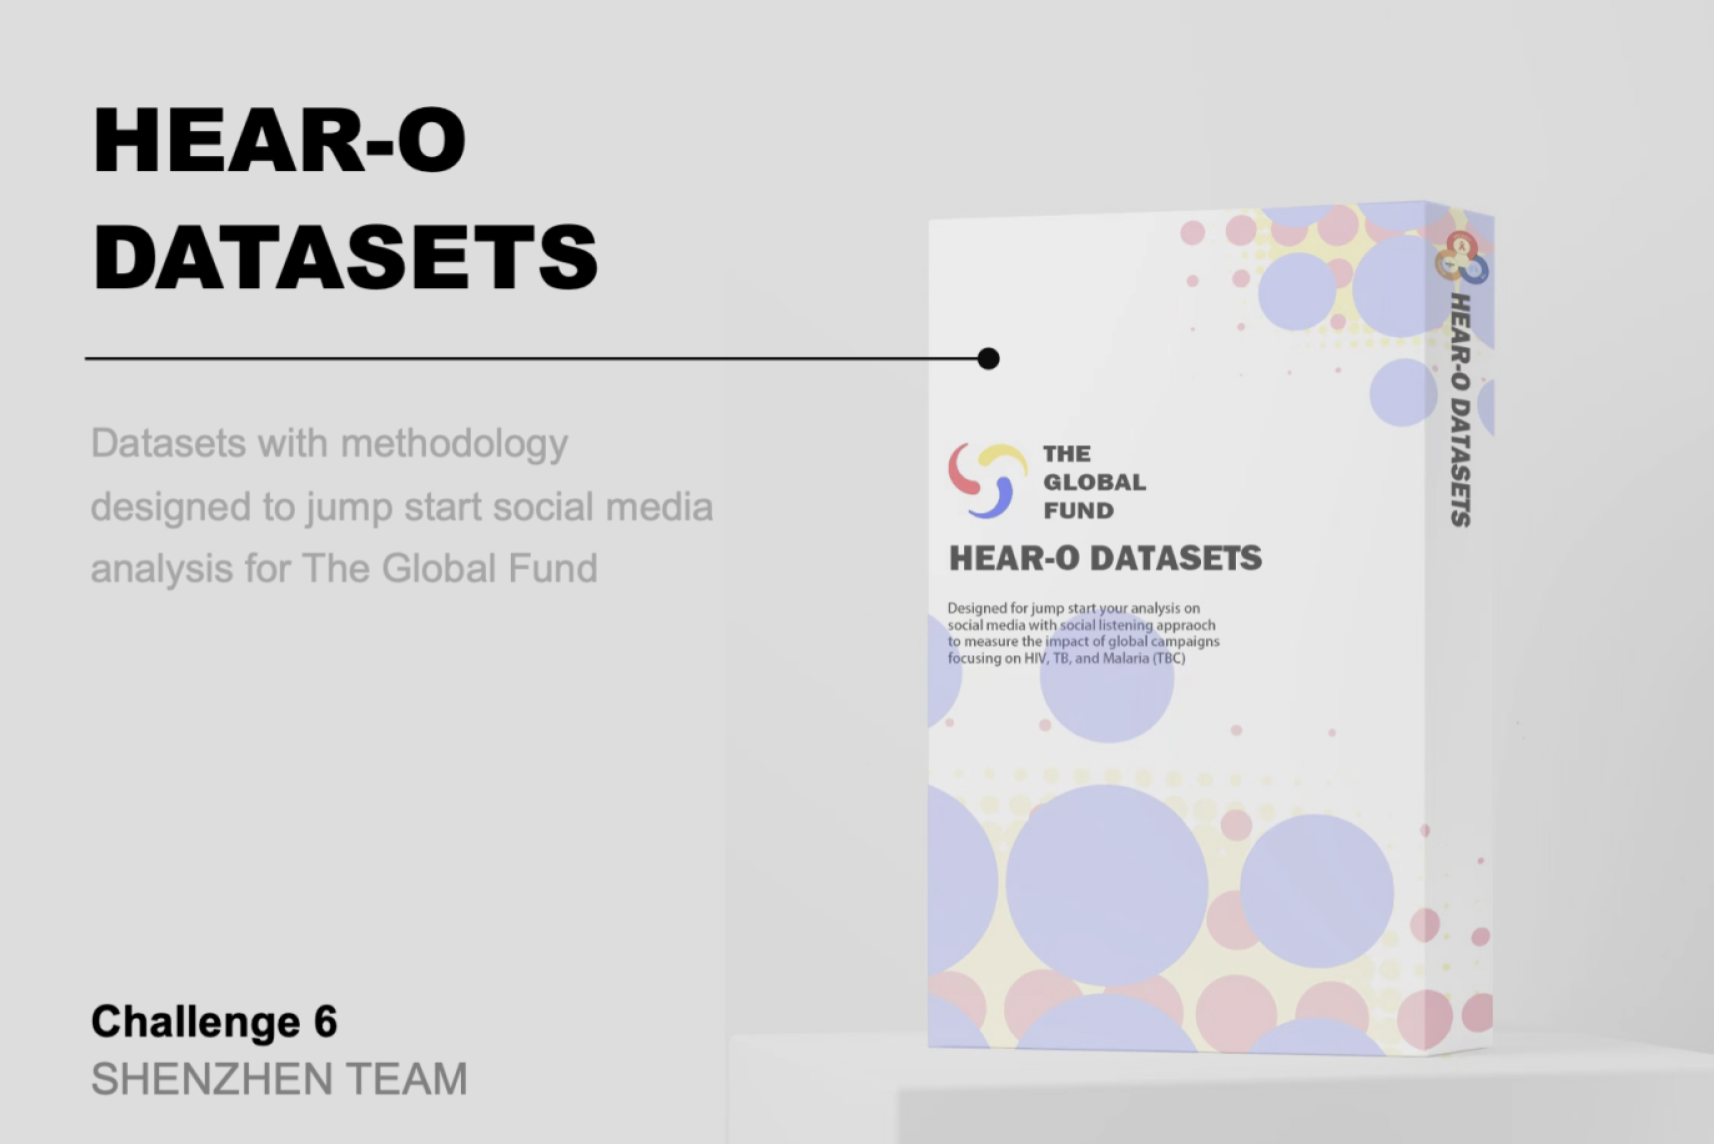 HEAR-O
DATASETS
Datasets with methodology
designed to jump start social media
analysis for The Global Fund
Challenge 6
SHENZHEN TEAM
THE
GLOBAL
FUND
HEAR-O DATASETS
Designed for jump start your analysis on
social media with social listening appraoch
to measure the impact of global campaigns
focusing on HIV, TB, and Malaria (TBC)
HEAR-O DATASETS